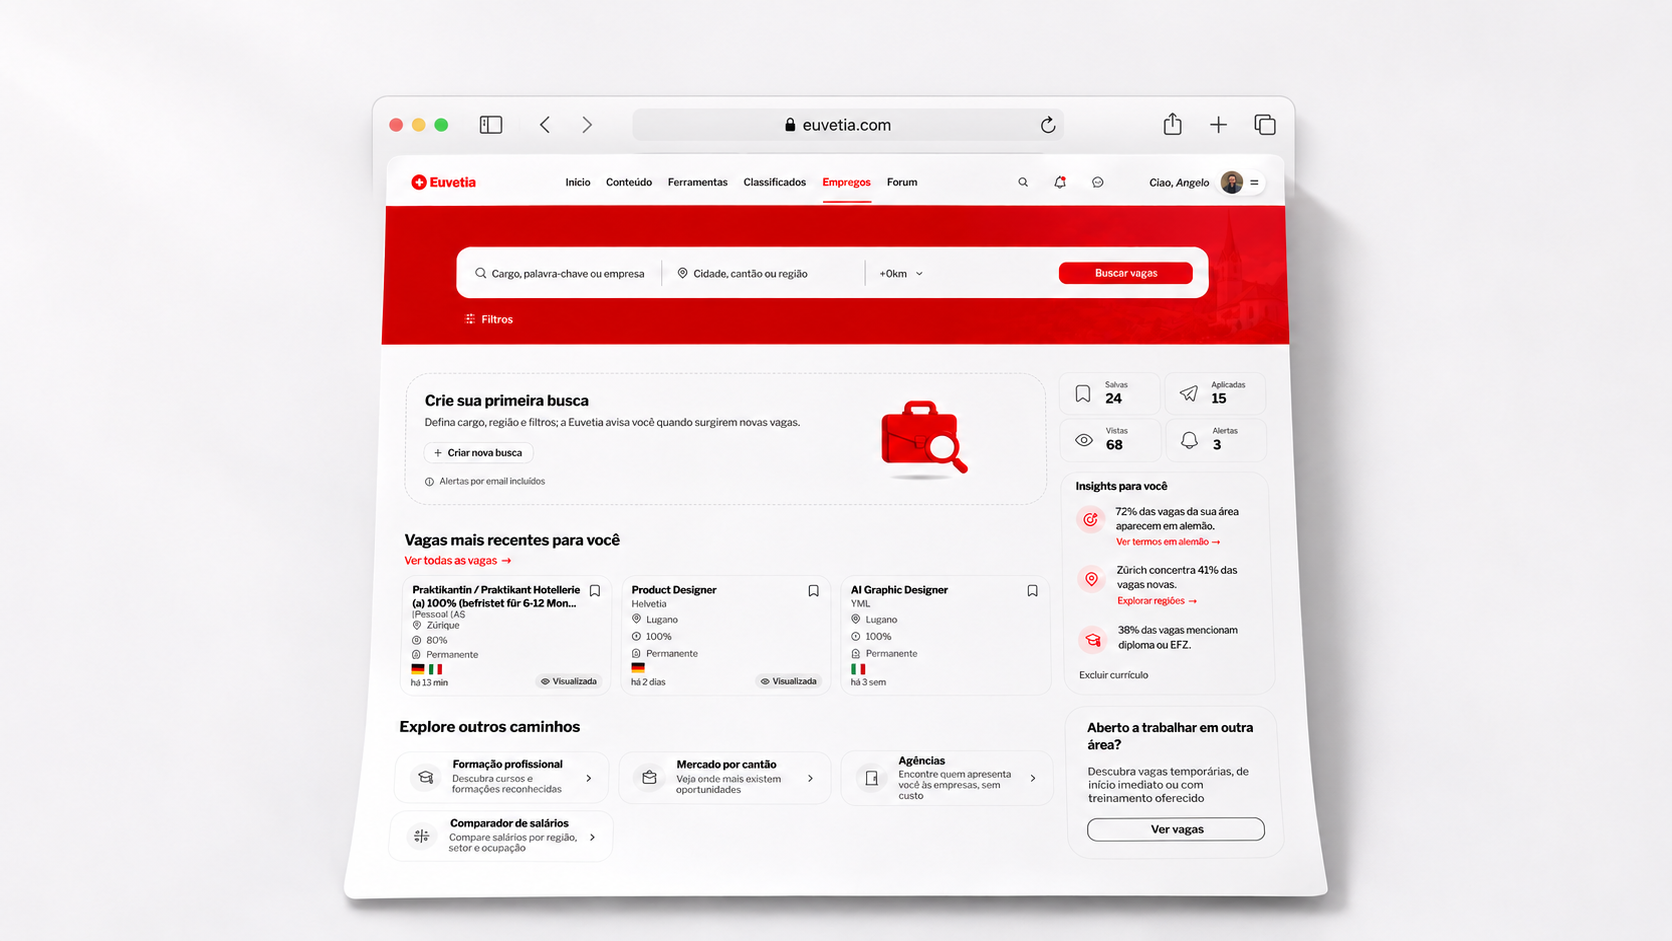 euvetia.com
Euvetia
Inicio
Conteúdo
Ferramentas
Classificados
Empregos
Forum
Ciao, Angelo
Cargo, palavra-chave ou empresa
Cidade, cantão ou região
+0km
Buscar vagas
Filtros
Crie sua primeira busca
Defina cargo, região e filtros; a Euvetia avisa você quando surgirem novas vagas.
+ Criar nova busca
Alertas por email incluídos
Salvas
24
Aplicadas
15
Vistas
68
Alertas
3
Insights para você
72% das vagas da sua área
aparecem em alemão.
Ver termos em alemão →
Zürich concentra 41% das
vagas novas.
Explorar regiões →
38% das vagas mencionam
diploma ou EFZ.
Excluir currículo
Vagas mais recentes para você
Ver todas as vagas →
Praktikantin / Praktikant Hotellerie
(a) 100% (befristet für 6-12 Mon...
(Pessoal (AS
Zúrique
80%
Permanente
há 13 min
Visualizada
Product Designer
Helvetia
Lugano
100%
Permanente
há 2 dias
Visualizada
AI Graphic Designer
YML
Lugano
100%
Permanente
há 3 sem
Explore outros caminhos
Formação profissional
Descubra cursos e
formações reconhecidas
Mercado por cantão
Veja onde mais existem
oportunidades
Agências
Encontre quem apresenta
você às empresas, sem
custo
Comparador de salários
Compare salários por região,
setor e ocupação
Aberto a trabalhar em outra
área?
Descubra vagas temporárias, de
início imediato ou com
treinamento oferecido
Ver vagas